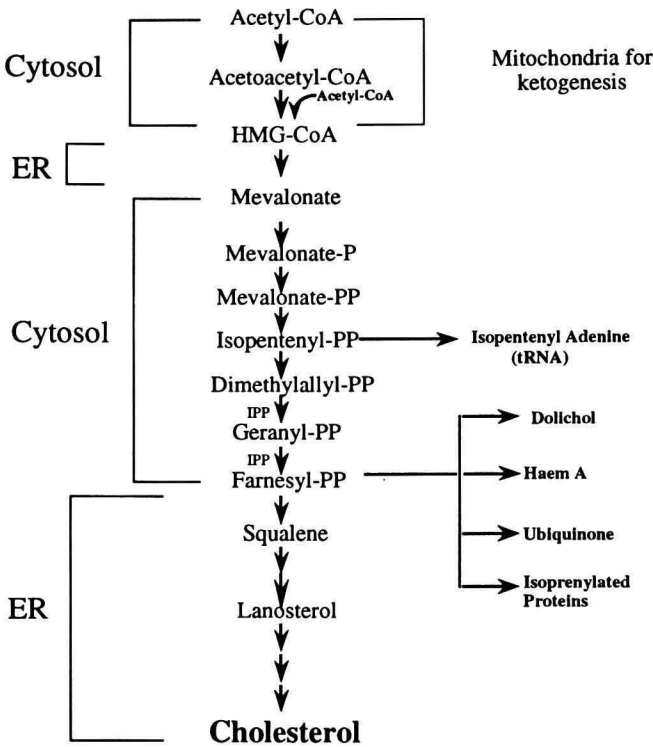 Acetyl-CoA
Cytosol
Mitochondria for
ketogenesis
Acetoacetyl-CoA
Acetyl-CoA
HMG-CoA
ER
Mevalonate
Mevalonate-P
Mevalonate-PP
Cytosol
Isopentenyl-PP
Isopentenyl Adenine
(tRNA)
Dimethylallyl-PP
IPP
Geranyl-PP
Dolichol
IPP
Farnesyl-PP
Haem A
Squalene
Ubiquinone
Isoprenylated
Proteins
ER
Lanosterol
Cholesterol